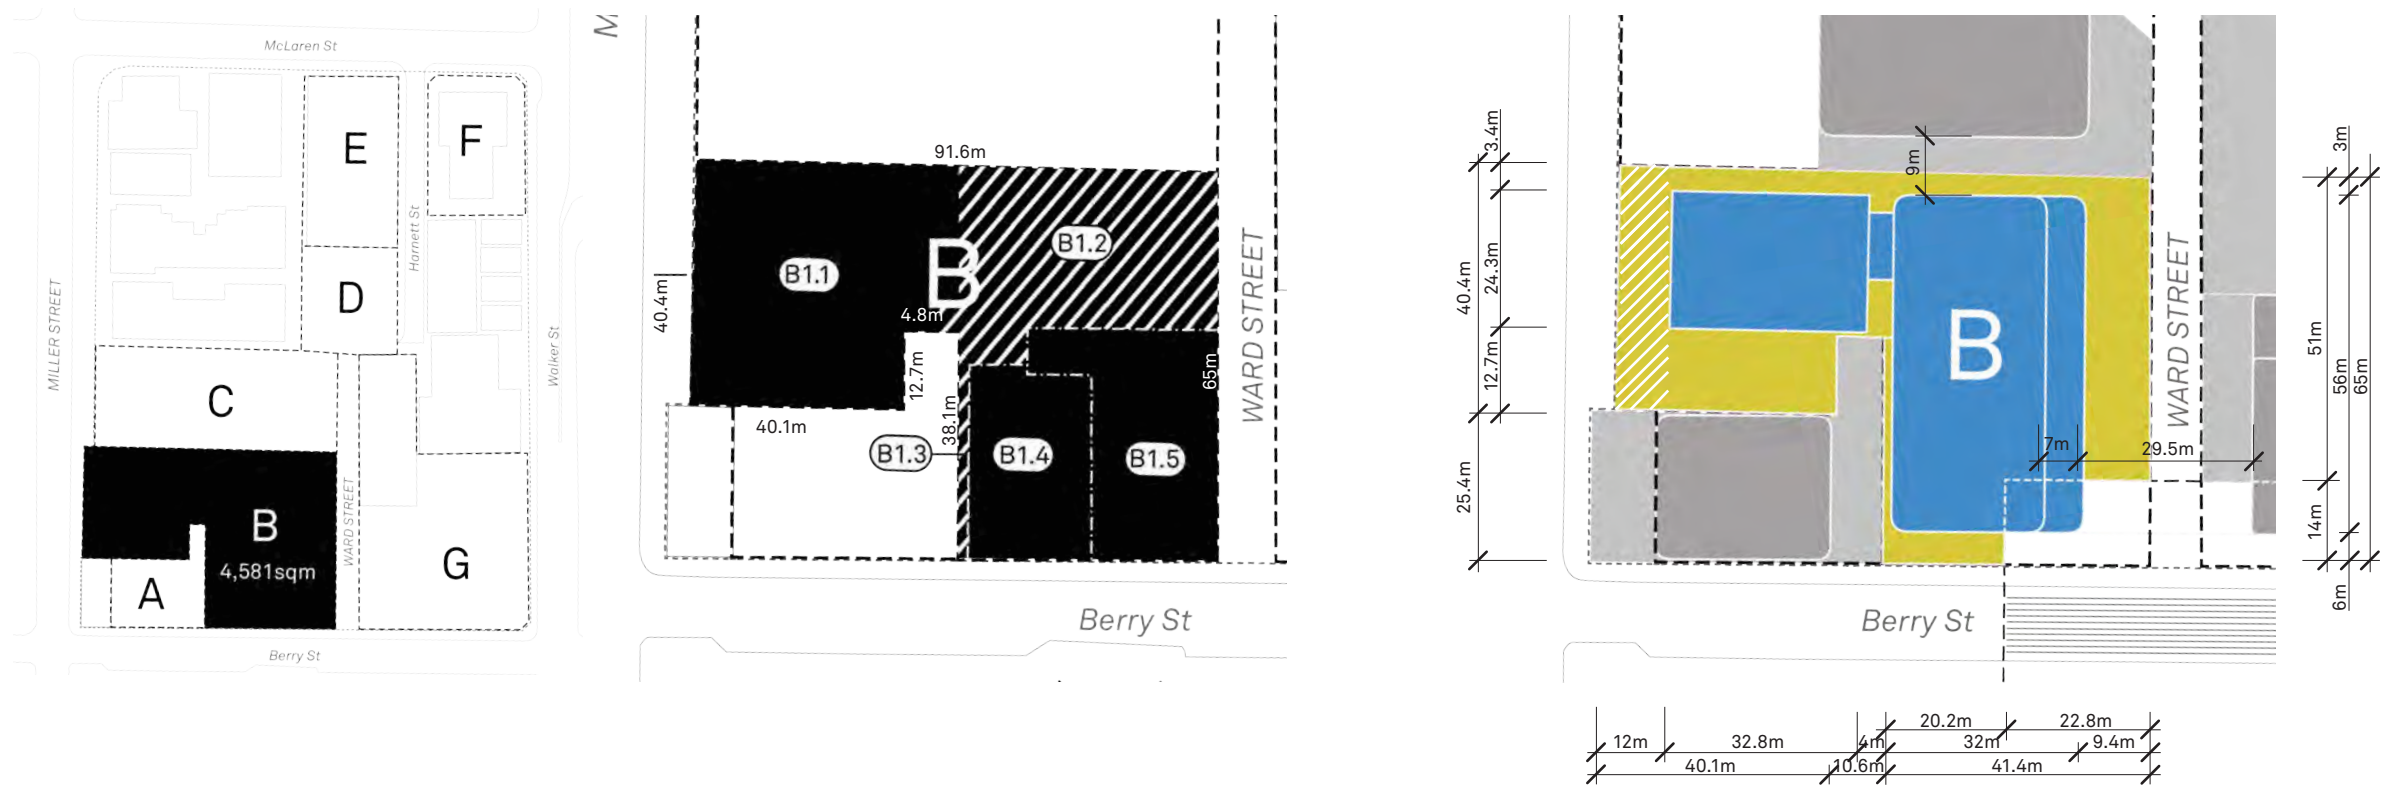 McLaren St
E
F
Harnett St
D
MILLER STREET
Walker St
C
B
4,581sqm
WARD STREET
A
G
Berry St
M
91.6m
B1.2
B
B1.1
40.4m
4.8m
WARD STREET
12.7m
65m
38.1m
40.1m
B1.3
B1.4
B1.5
Berry St
3.4m
9m
3m
40.4m
24.3m
B
WARD STREET
12.7m
51m
56m
65m
7m
29.5m
25.4m
14m
Berry St
6m
20.2m
22.8m
12m
32.8m
4m
32m
9.4m
40.1m
10.6m
41.4m